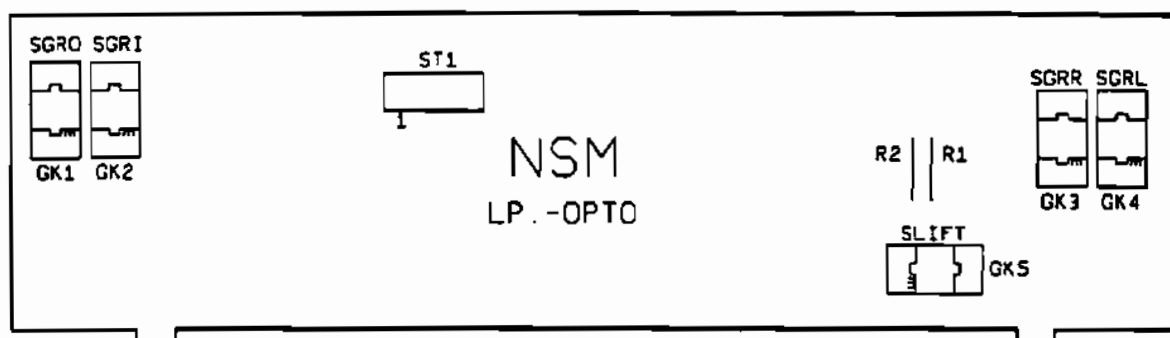 SGRO SGRI
GK1 GK2
ST1
1
NSM
LP.-OPTO
R2 R1
SGRR SGRL
GK3 GK4
SLIFT
GK5